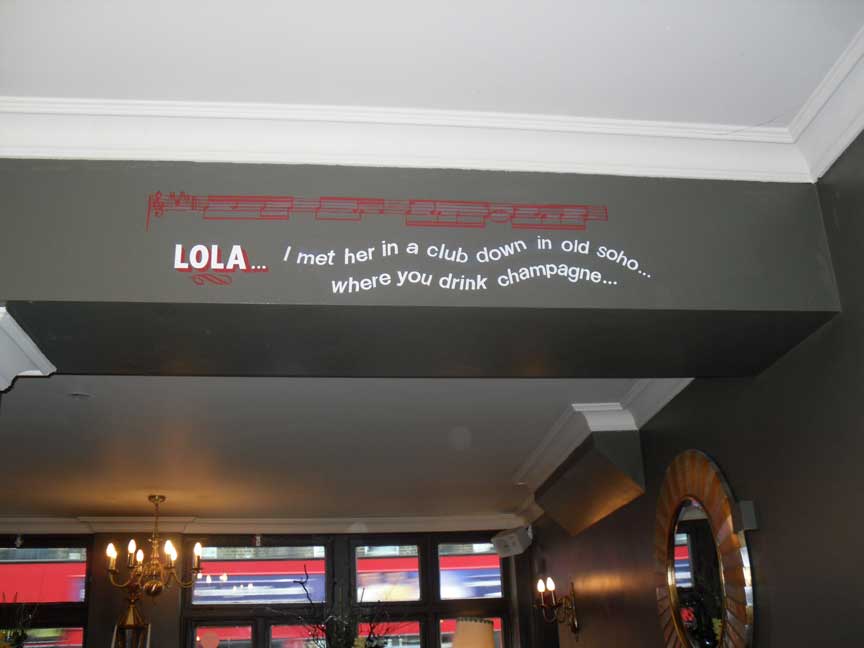 LOLA... I met her in a club down in old soho...
where you drink champagne...